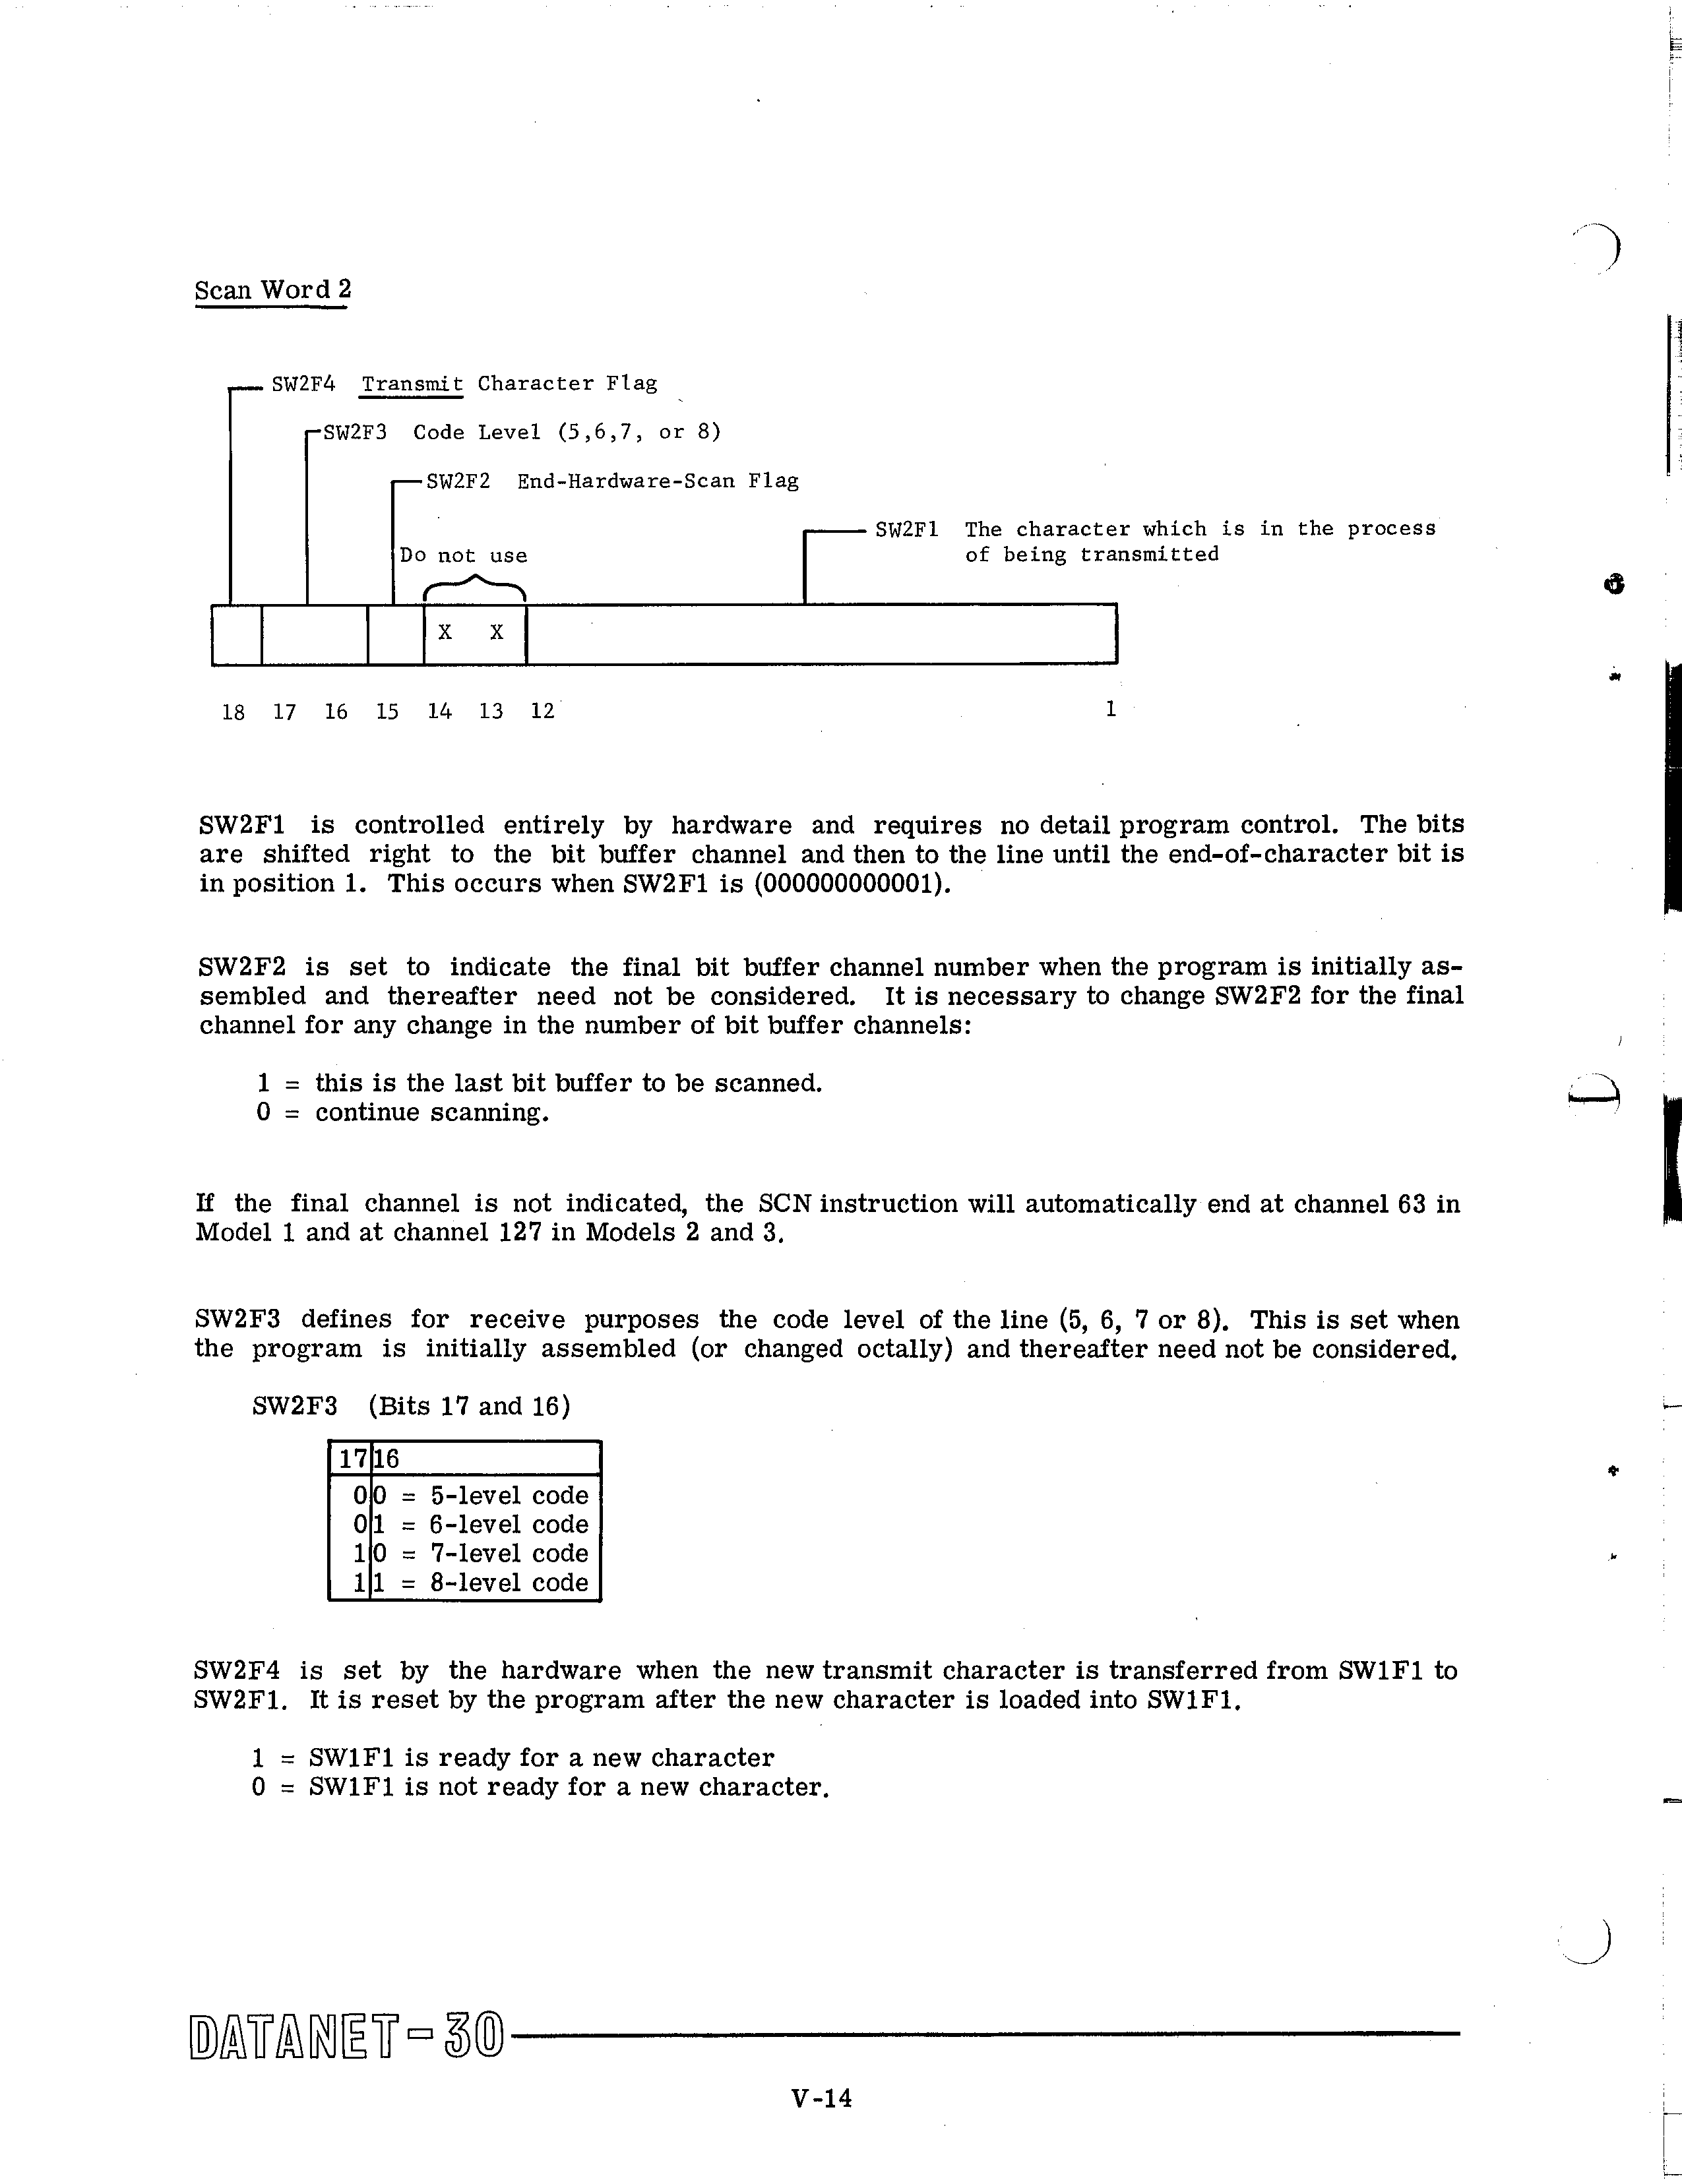 Scan Word 2
SW2F4 Transmit Character Flag
SW2F3 Code Level (5,6,7, or 8)
SW2F2 End-Hardware-Scan Flag
SW2F1 The character which is in the process
of being transmitted
Do not use
X X
18 17 16 15 14 13 12 1
SW2F1 is controlled entirely by hardware and requires no detail program control. The bits
are shifted right to the bit buffer channel and then to the line until the end-of-character bit is
in position 1. This occurs when SW2F1 is (000000000001).
SW2F2 is set to indicate the final bit buffer channel number when the program is initially as-
sembled and thereafter need not be considered. It is necessary to change SW2F2 for the final
channel for any change in the number of bit buffer channels:
1 = this is the last bit buffer to be scanned.
0 = continue scanning.
If the final channel is not indicated, the SCN instruction will automatically end at channel 63 in
Model 1 and at channel 127 in Models 2 and 3.
SW2F3 defines for receive purposes the code level of the line (5, 6, 7 or 8). This is set when
the program is initially assembled (or changed octally) and thereafter need not be considered.
SW2F3 (Bits 17 and 16)
17 16
0 0 = 5-level code
0 1 = 6-level code
1 0 = 7-level code
1 1 = 8-level code
SW2F4 is set by the hardware when the new transmit character is transferred from SW1F1 to
SW2F1. It is reset by the program after the new character is loaded into SW1F1.
1 = SW1F1 is ready for a new character
0 = SW1F1 is not ready for a new character.
DATANET-30
V-14